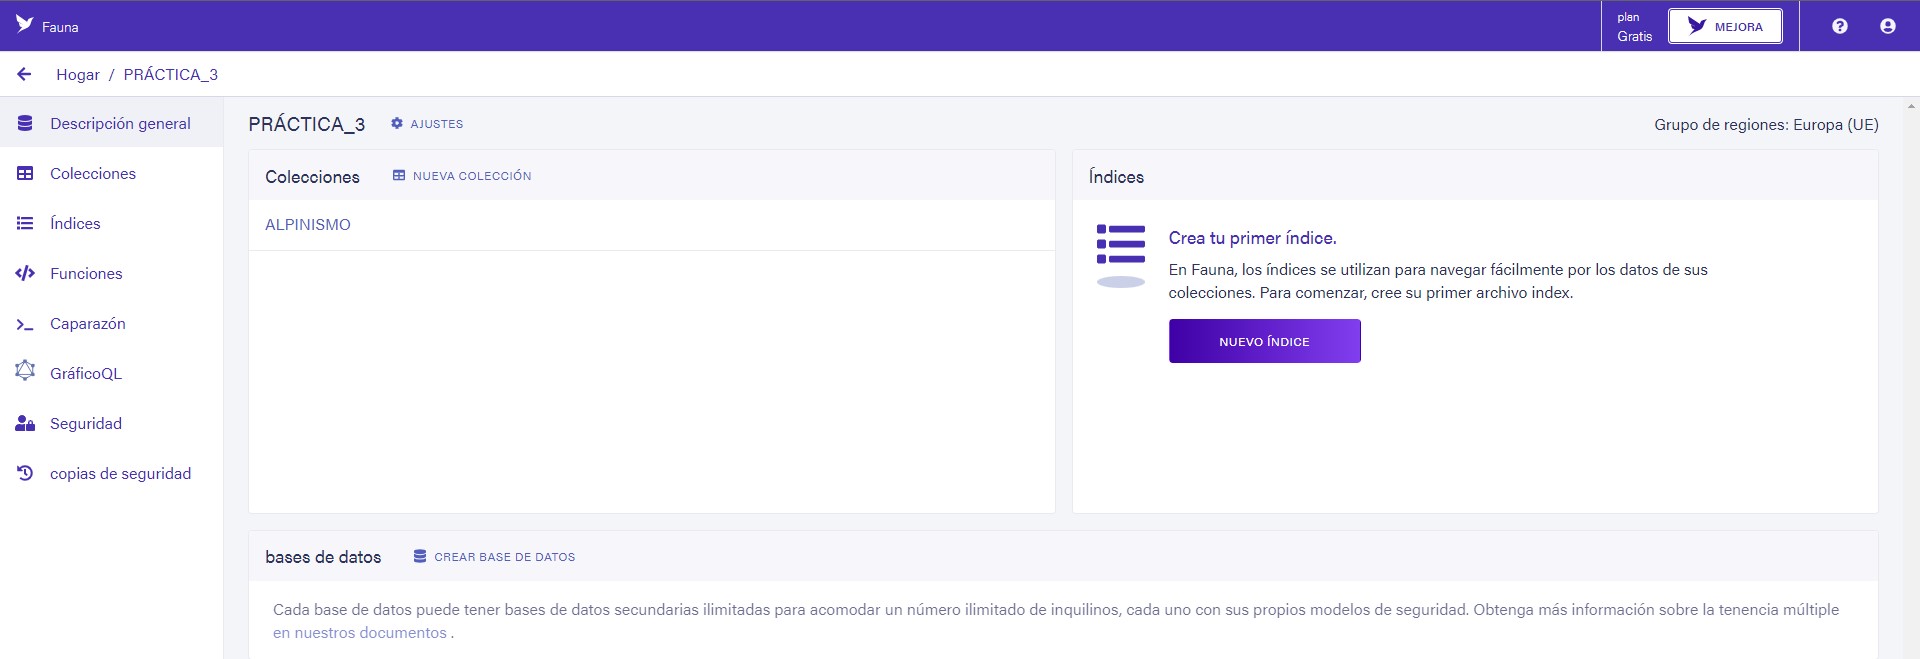 Fauna
plan
Gratis
MEJORA
Hogar / PRÁCTICA_3
Descripción general
Colecciones
Índices
Funciones
Caparazón
GráficoQL
Seguridad
copias de seguridad
PRÁCTICA_3
AJUSTES
Grupo de regiones: Europa (UE)
Colecciones
NUEVA COLECCIÓN
ALPINISMO
Índices
Crea tu primer índice.
En Fauna, los índices se utilizan para navegar fácilmente por los datos de sus
colecciones. Para comenzar, cree su primer archivo index.
NUEVO ÍNDICE
bases de datos
CREAR BASE DE DATOS
Cada base de datos puede tener bases de datos secundarias ilimitadas para acomodar un número ilimitado de inquilinos, cada uno con sus propios modelos de seguridad. Obtenga más información sobre la tenencia múltiple
en nuestros documentos .